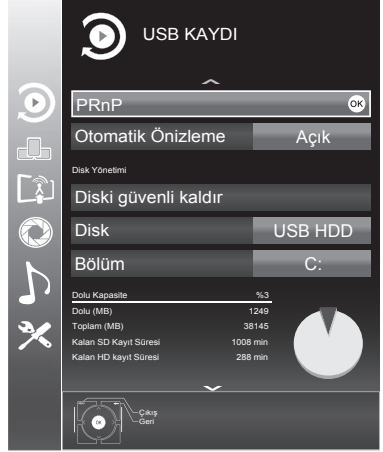 USB KAYDI
PRnP OK
Otomatik Önizleme Açık
Disk Yönetimi
Diski güvenli kaldır
Disk USB HDD
Bölüm C:
Dolu Kapasite %3
Dolu (MB) 1249
Toplam (MB) 38145
Kalan SD Kayıt Süresi 1008 min
Kalan HD kayıt Süresi 288 min
Çıkış
OK Geri